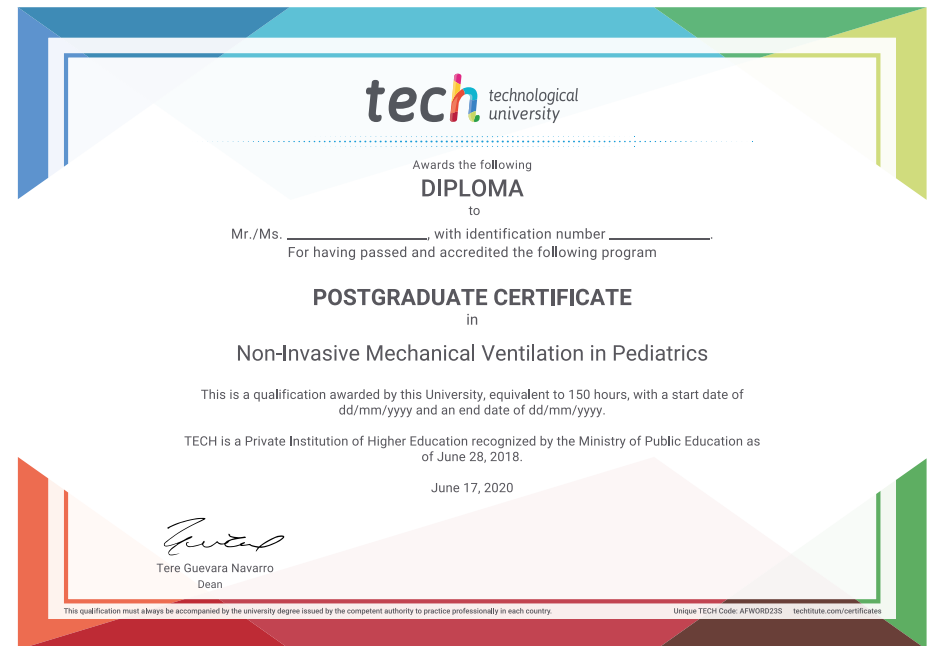 tech technological
university
Awards the following
DIPLOMA
to
Mr./Ms. ____________________, with identification number ______________.
For having passed and accredited the following program
POSTGRADUATE CERTIFICATE
in
Non-Invasive Mechanical Ventilation in Pediatrics
This is a qualification awarded by this University, equivalent to 150 hours, with a start date of
dd/mm/yyyy and an end date of dd/mm/yyyy.
TECH is a Private Institution of Higher Education recognized by the Ministry of Public Education as
of June 28, 2018.
June 17, 2020
Tere Guevara Navarro
Dean
This qualification must always be accompanied by the university degree issued by the competent authority to practice professionally in each country.
Unique TECH Code: AFWORD23S techtitute.com/certificates